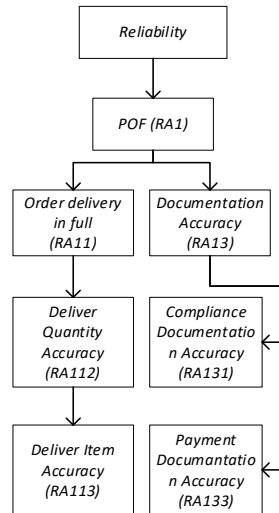 Reliability
POF (RA1)
Order delivery
in full
(RA11)
Documentation
Accuracy
(RA13)
Deliver
Quantity
Accuracy
(RA112)
Compliance
Documentatio
n Accuracy
(RA131)
Deliver Item
Accuracy
(RA113)
Payment
Documantatio
n Accuracy
(RA133)